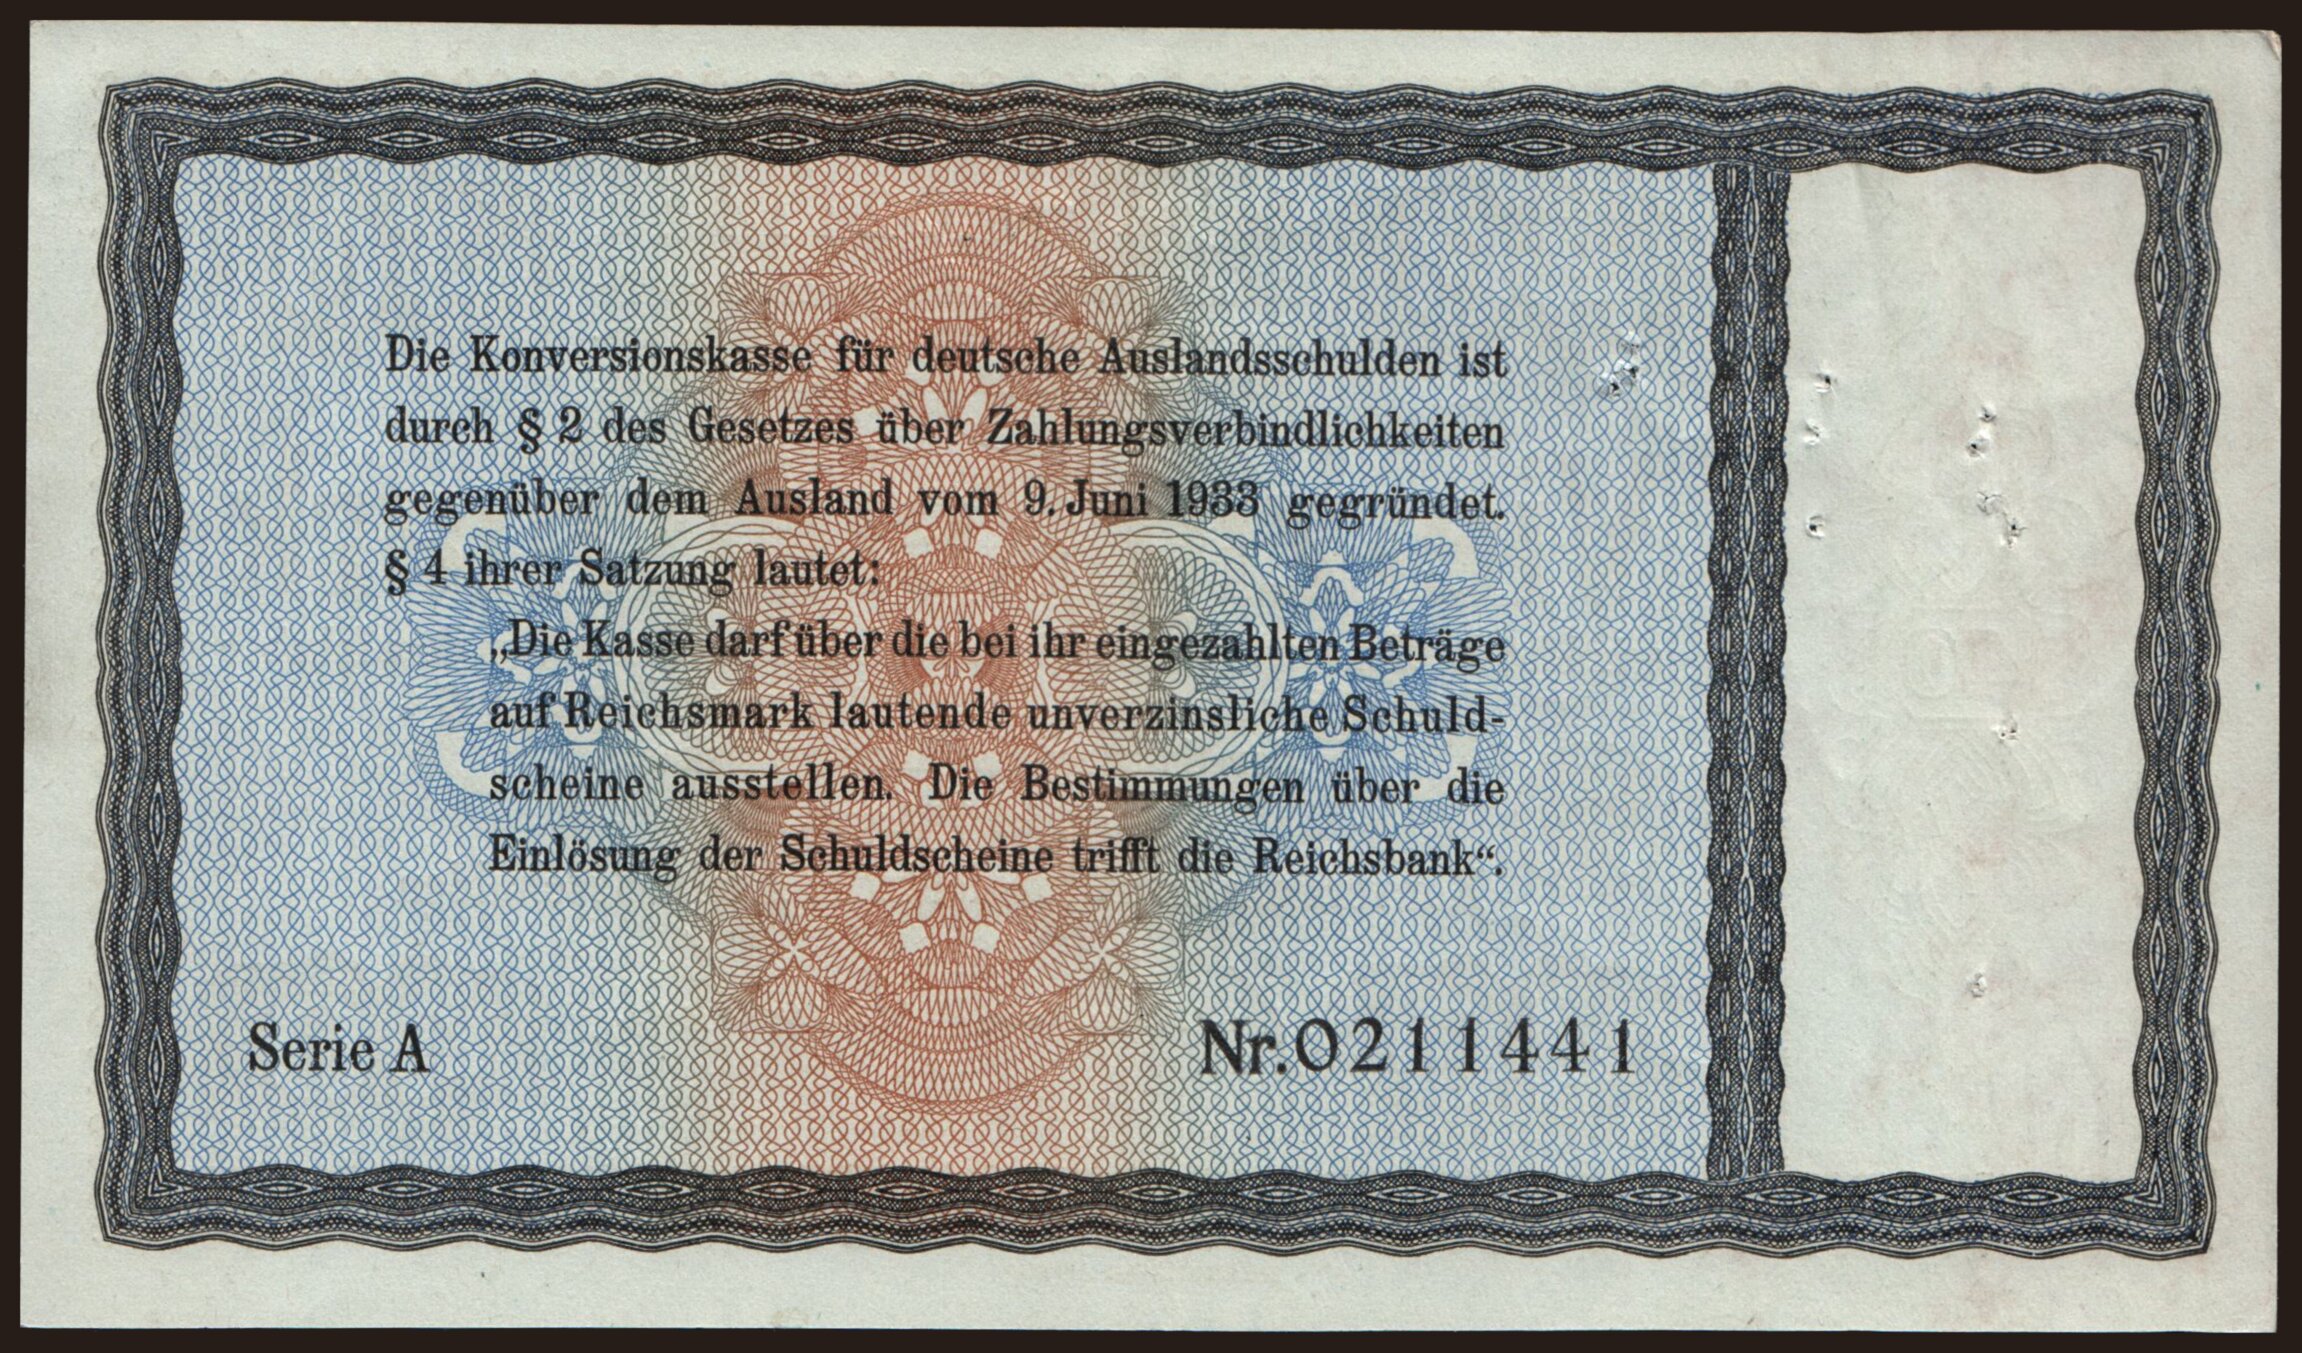 Die Konversionskasse für deutsche Auslandsschulden ist
durch § 2 des Gesetzes über Zahlungsverbindlichkeiten
gegenüber dem Ausland vom 9. Juni 1933 gegründet.
§ 4 ihrer Satzung lautet:
„Die Kasse darf über die bei ihr eingezahlten Beträge
auf Reichsmark lautende unverzinsliche Schuld-
scheine ausstellen. Die Bestimmungen über die
Einlösung der Schuldscheine trifft die Reichsbank“.
Serie A
Nr.0211441